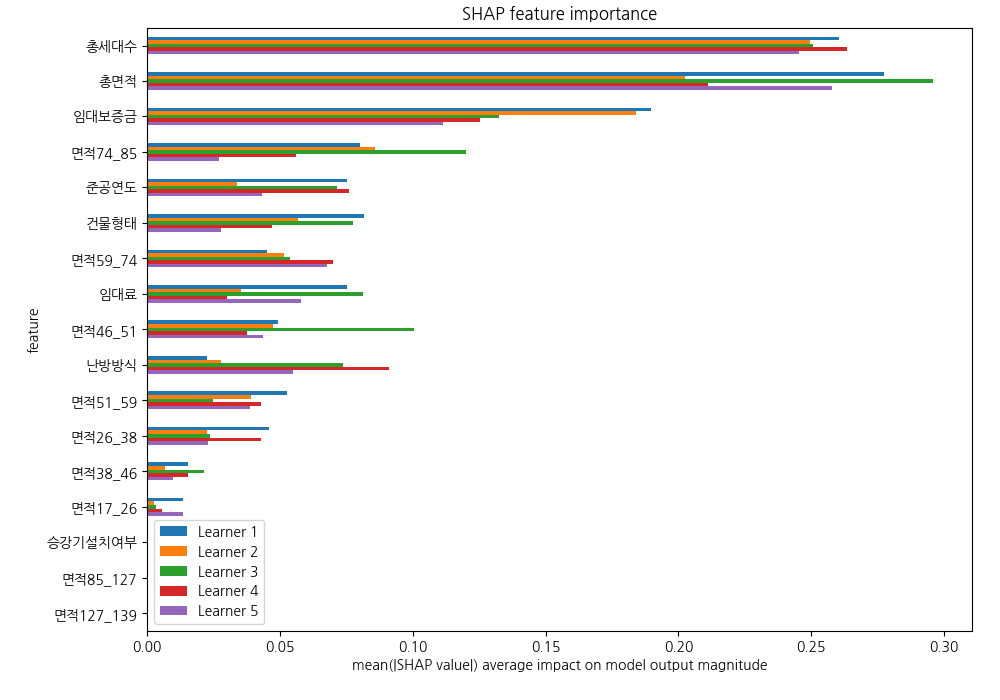 SHAP feature importance
총세대수
총면적
임대보증금
면적74_85
준공연도
건물형태
면적59_74
임대료
면적46_51
난방방식
면적51_59
면적26_38
면적38_46
면적17_26
승강기설치여부
면적85_127
면적127_139
feature
Learner 1
Learner 2
Learner 3
Learner 4
Learner 5
0.00 0.05 0.10 0.15 0.20 0.25 0.30
mean(|SHAP value|) average impact on model output magnitude